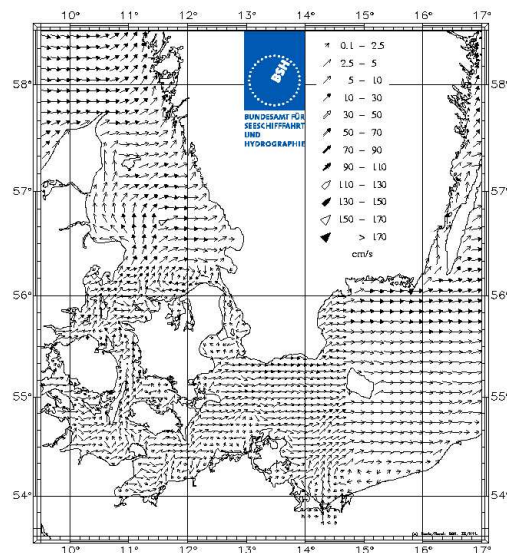 10° 11° 12° 13° 14° 15° 16° 17°
58° 58°
57° 57°
56° 56°
55° 55°
54° 54°
10° 11° 12° 13° 14° 15° 16° 17°
BSH
BUNDESAMT FÜR
SEESCHIFFFAHRT
UND
HYDROGRAPHIE
0.1 - 2.5
2.5 - 5
5 - 10
10 - 30
30 - 50
50 - 70
70 - 90
90 - 110
110 - 130
130 - 150
150 - 170
> 170
cm/s